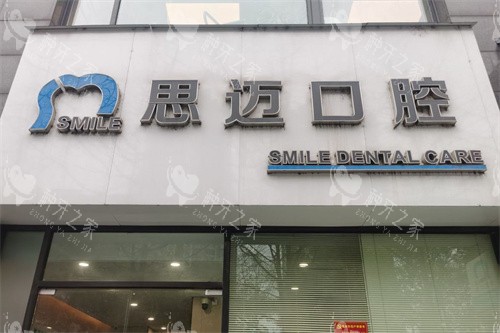 思迈口腔
SMILE
SMILE DENTAL CARE